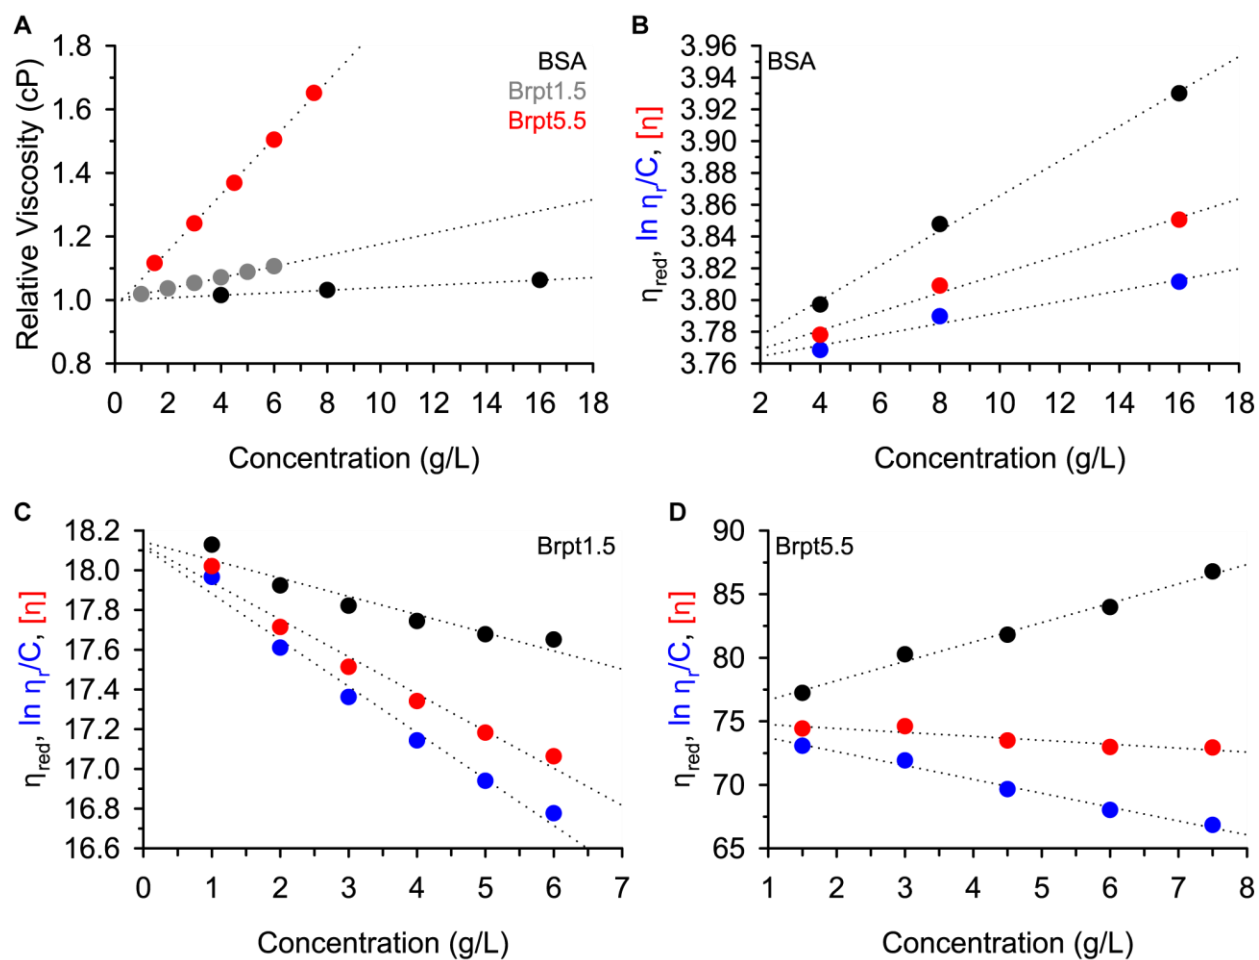 A
1.8
1.6
1.4
1.2
1.0
0.8
Relative Viscosity (cP)
BSA
Brpt1.5
Brpt5.5
0 2 4 6 8 10 12 14 16 18
Concentration (g/L)
B
3.96
3.94
3.92
3.90
3.88
3.86
3.84
3.82
3.80
3.78
3.76
ηred, ln ηr/C, [η]
BSA
2 4 6 8 10 12 14 16 18
Concentration (g/L)
C
18.2
18.0
17.8
17.6
17.4
17.2
17.0
16.8
16.6
ηred, ln ηr/C, [η]
Brpt1.5
0 1 2 3 4 5 6 7
Concentration (g/L)
D
90
85
80
75
70
65
ηred, ln ηr/C, [η]
Brpt5.5
1 2 3 4 5 6 7 8
Concentration (g/L)